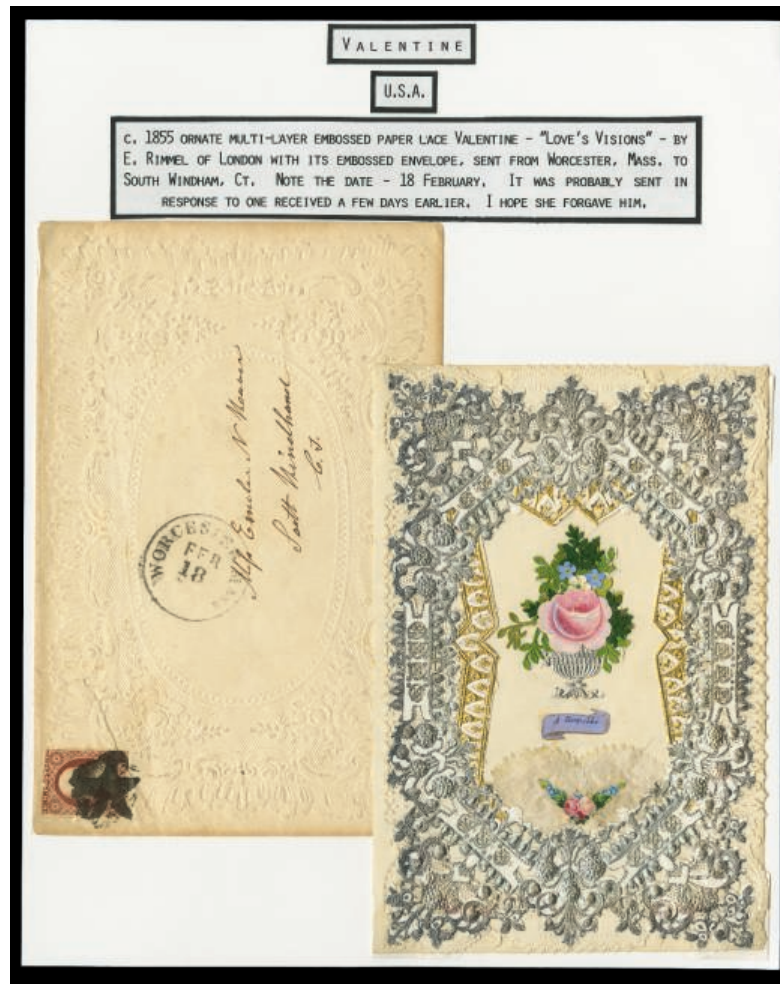 VALENTINE
U.S.A.
C. 1855 ORNATE MULTI-LAYER EMBOSSED PAPER LACE VALENTINE - "LOVE'S VISIONS" - BY
E. RIMMEL OF LONDON WITH ITS EMBOSSED ENVELOPE, SENT FROM WORCESTER, MASS. TO
SOUTH WINDHAM, CT. NOTE THE DATE - 18 FEBRUARY. IT WAS PROBABLY SENT IN
RESPONSE TO ONE RECEIVED A FEW DAYS EARLIER. I HOPE SHE FORGAVE HIM.
WORCESTER
FEB
18
Miss Emelie N
South Windham
C.T.